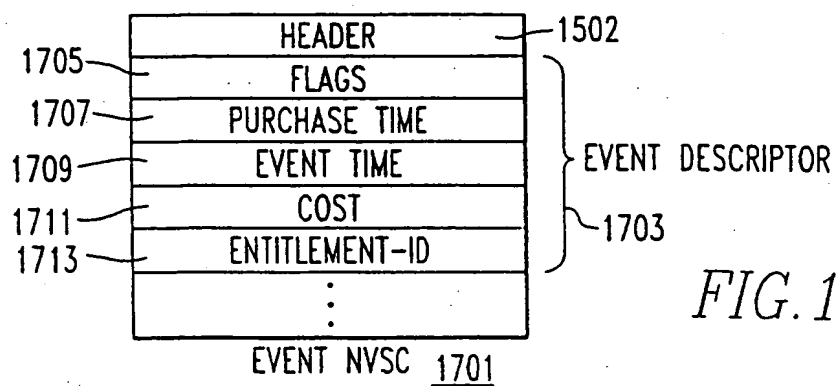 HEADER 1502
1705 FLAGS
1707 PURCHASE TIME
1709 EVENT TIME EVENT DESCRIPTOR
1711 COST
1703
1713 ENTITLEMENT-ID
FIG. 1
EVENT NVSC 1701